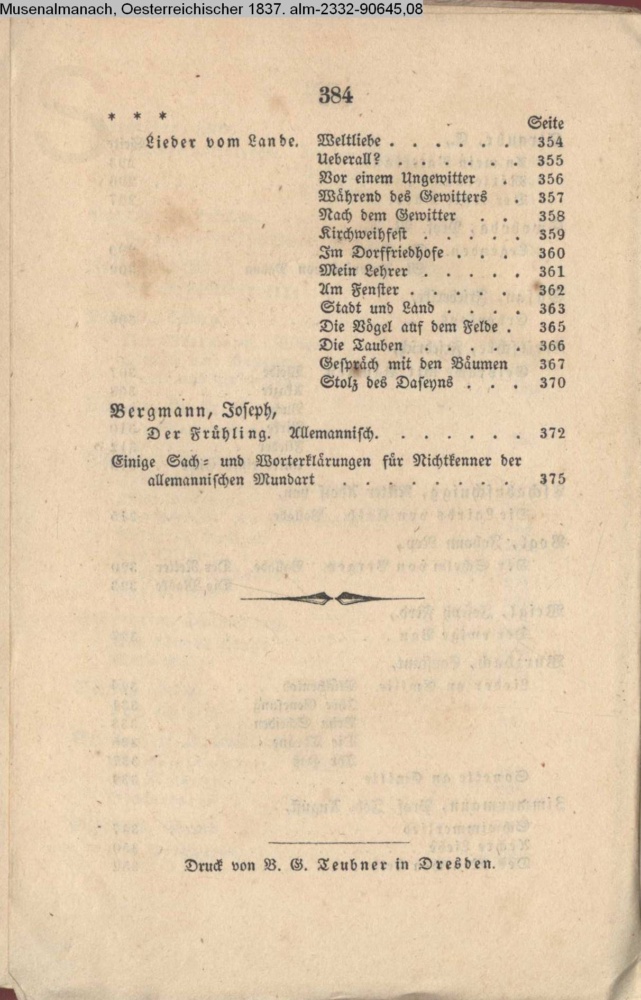 Musenalmanach, Oesterreichischer 1837. alm-2332-90645,08
384
* * *
Seite
Lieder vom Lande. Weltliebe . . . . . . 354
Ueberall? . . . . . . 355
Vor einem Ungewitter . 356
Während des Gewitters . 357
Nach dem Gewitter . . 358
Kirchweihfest . . . . . 359
Im Dorffriedhofe . . . 360
Mein Lehrer . . . . . 361
Am Fenster . . . . . . 362
Stadt und Land . . . . 363
Die Vögel auf dem Felde . 365
Die Tauben . . . . . 366
Gespräch mit den Bäumen 367
Stolz des Daseyns . . . 370
Bergmann, Joseph,
Der Frühling. Allemannisch. . . . . . . 372
Einige Sach- und Worterklärungen für Nichtkenner der
allemannischen Mundart . . . . . . . . 375
Druck von B. G. Teubner in Dresden.